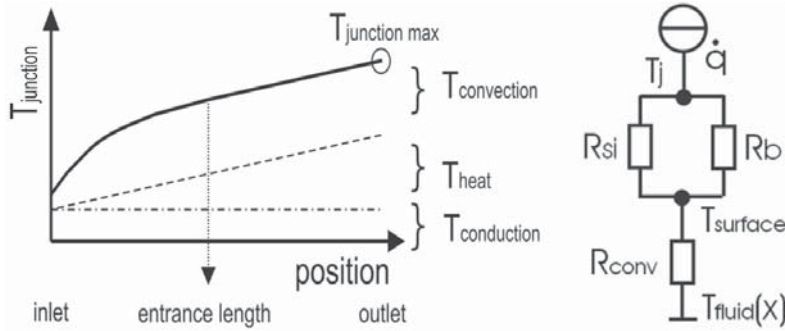 Tjunction
Tjunction max
Tconvection
Theat
Tconduction
position
inlet
entrance length
outlet
q̇
Tj
Rsi
Rb
Tsurface
Rconv
Tfluid(X)